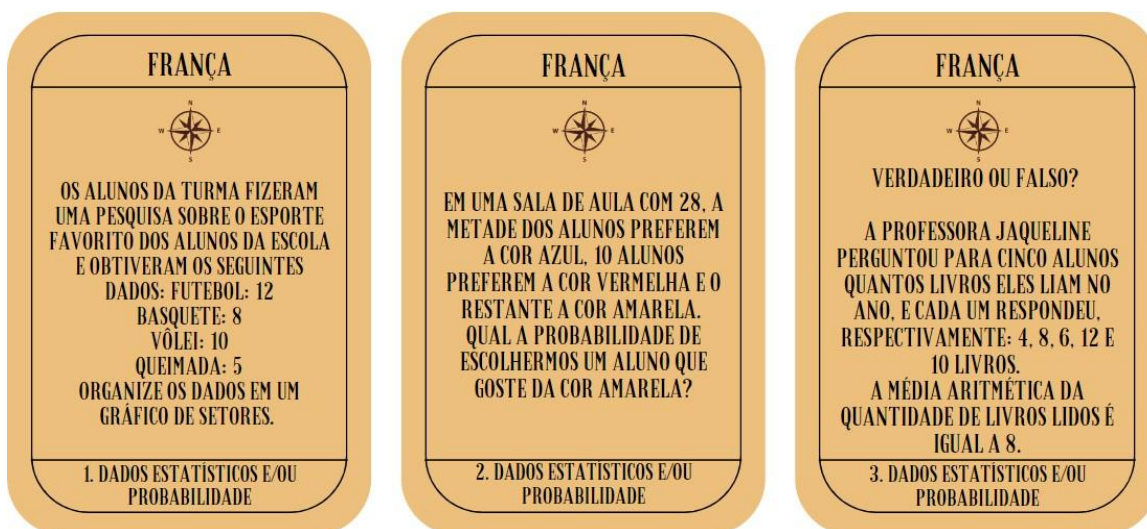 FRANÇA
N
W E
S
OS ALUNOS DA TURMA FIZERAM
UMA PESQUISA SOBRE O ESPORTE
FAVORITO DOS ALUNOS DA ESCOLA
E OBTIVERAM OS SEGUINTES
DADOS: FUTEBOL: 12
BASQUETE: 8
VÔLEI: 10
QUEIMADA: 5
ORGANIZE OS DADOS EM UM
GRÁFICO DE SETORES.
1. DADOS ESTATÍSTICOS E/OU
PROBABILIDADE
FRANÇA
N
W E
S
EM UMA SALA DE AULA COM 28, A
METADE DOS ALUNOS PREFEREM
A COR AZUL, 10 ALUNOS
PREFEREM A COR VERMELHA E O
RESTANTE A COR AMARELA.
QUAL A PROBABILIDADE DE
ESCOLHERMOS UM ALUNO QUE
GOSTE DA COR AMARELA?
2. DADOS ESTATÍSTICOS E/OU
PROBABILIDADE
FRANÇA
N
W E
S
VERDADEIRO OU FALSO?
A PROFESSORA JAQUELINE
PERGUNTOU PARA CINCO ALUNOS
QUANTOS LIVROS ELES LIAM NO
ANO, E CADA UM RESPONDEU,
RESPECTIVAMENTE: 4, 8, 6, 12 E
10 LIVROS.
A MÉDIA ARITMÉTICA DA
QUANTIDADE DE LIVROS LIDOS É
IGUAL A 8.
3. DADOS ESTATÍSTICOS E/OU
PROBABILIDADE